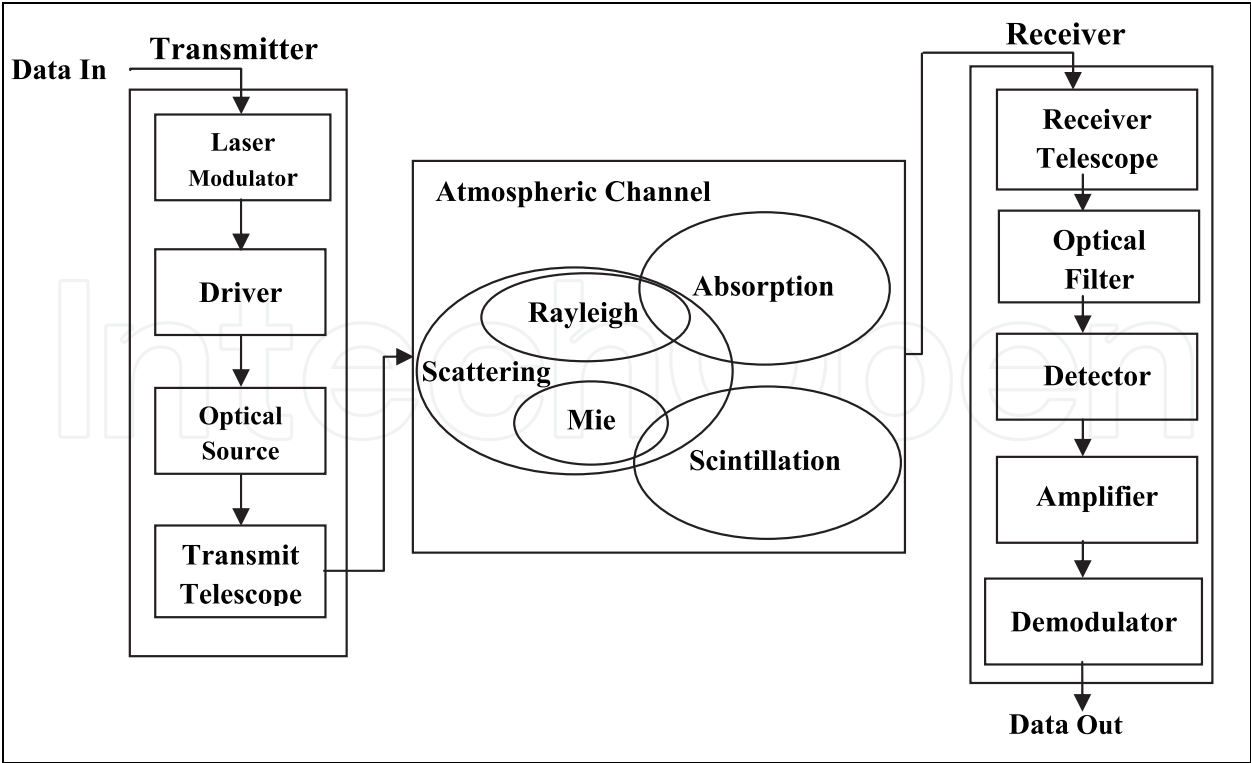 Transmitter
Data In
Laser
Modulator
Driver
Optical
Source
Transmit
Telescope
Atmospheric Channel
Absorption
Rayleigh
Scattering
Mie
Scintillation
Receiver
Receiver
Telescope
Optical
Filter
Detector
Amplifier
Demodulator
Data Out
IntechOpen